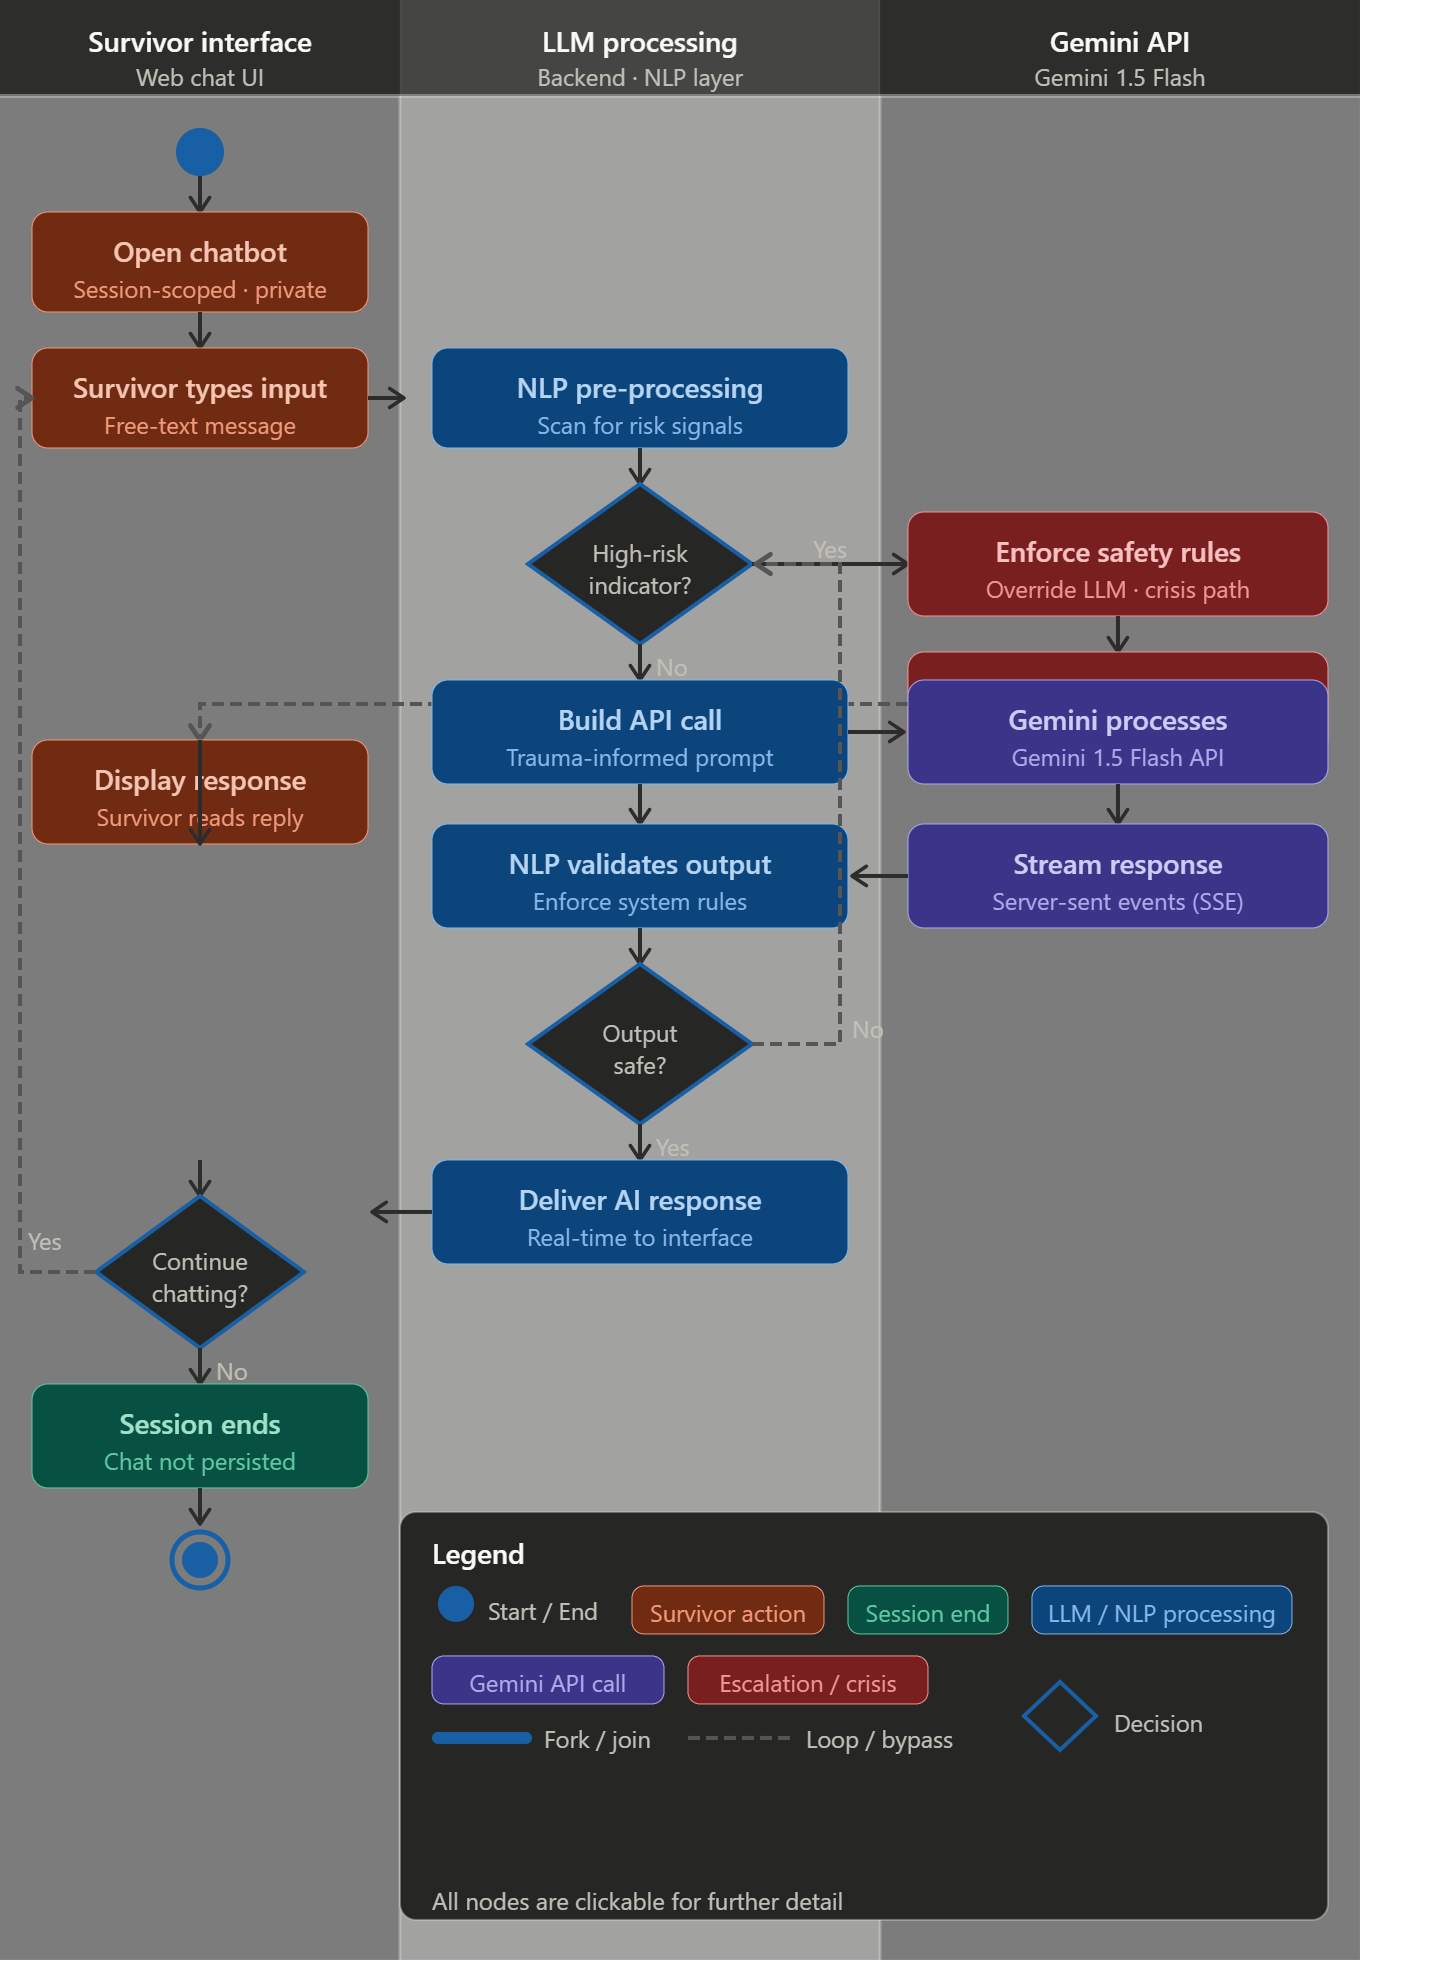 Survivor interface
Web chat UI
LLM processing
Backend · NLP layer
Gemini API
Gemini 1.5 Flash
Open chatbot
Session-scoped · private
Survivor types input
Free-text message
NLP pre-processing
Scan for risk signals
High-risk
indicator?
Yes
Enforce safety rules
Override LLM · crisis path
No
Build API call
Trauma-informed prompt
Gemini processes
Gemini 1.5 Flash API
Display response
Survivor reads reply
NLP validates output
Enforce system rules
Stream response
Server-sent events (SSE)
Output
safe?
No
Yes
Deliver AI response
Real-time to interface
Yes
Continue
chatting?
No
Session ends
Chat not persisted
Legend
Start / End
Survivor action
Session end
LLM / NLP processing
Gemini API call
Escalation / crisis
Decision
Fork / join
Loop / bypass
All nodes are clickable for further detail